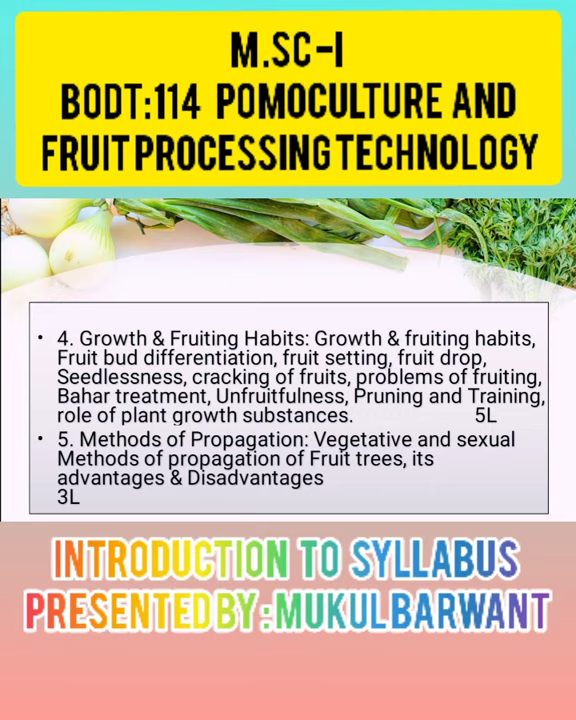 M.SC-I
BODT:114 POMOCULTURE AND
FRUIT PROCESSING TECHNOLOGY
• 4. Growth & Fruiting Habits: Growth & fruiting habits,
Fruit bud differentiation, fruit setting, fruit drop,
Seedlessness, cracking of fruits, problems of fruiting,
Bahar treatment, Unfruitfulness, Pruning and Training,
role of plant growth substances. 5L
• 5. Methods of Propagation: Vegetative and sexual
Methods of propagation of Fruit trees, its
advantages & Disadvantages
3L
INTRODUCTION TO SYLLABUS
PRESENTED BY : MUKUL BARWANT